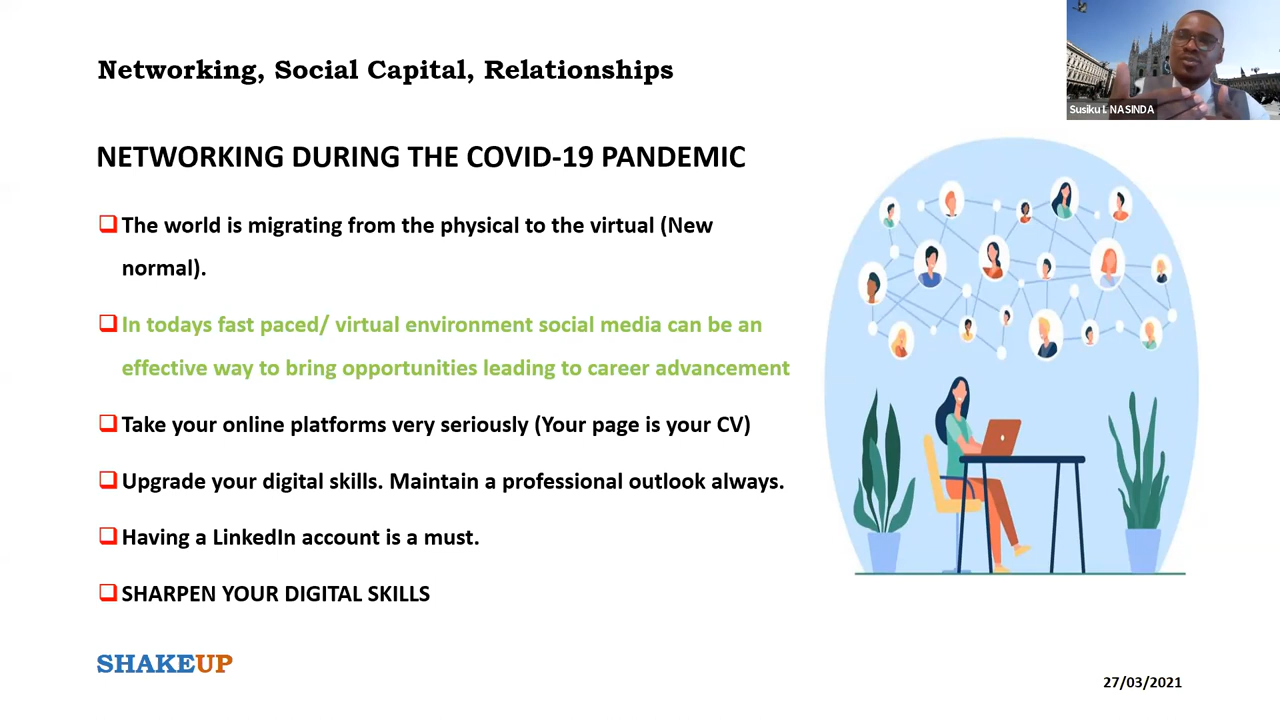 Networking, Social Capital, Relationships
Susiku L NASINDA
NETWORKING DURING THE COVID-19 PANDEMIC
The world is migrating from the physical to the virtual (New
normal).
In todays fast paced/ virtual environment social media can be an
effective way to bring opportunities leading to career advancement
Take your online platforms very seriously (Your page is your CV)
Upgrade your digital skills. Maintain a professional outlook always.
Having a LinkedIn account is a must.
SHARPEN YOUR DIGITAL SKILLS
SHAKEUP
27/03/2021